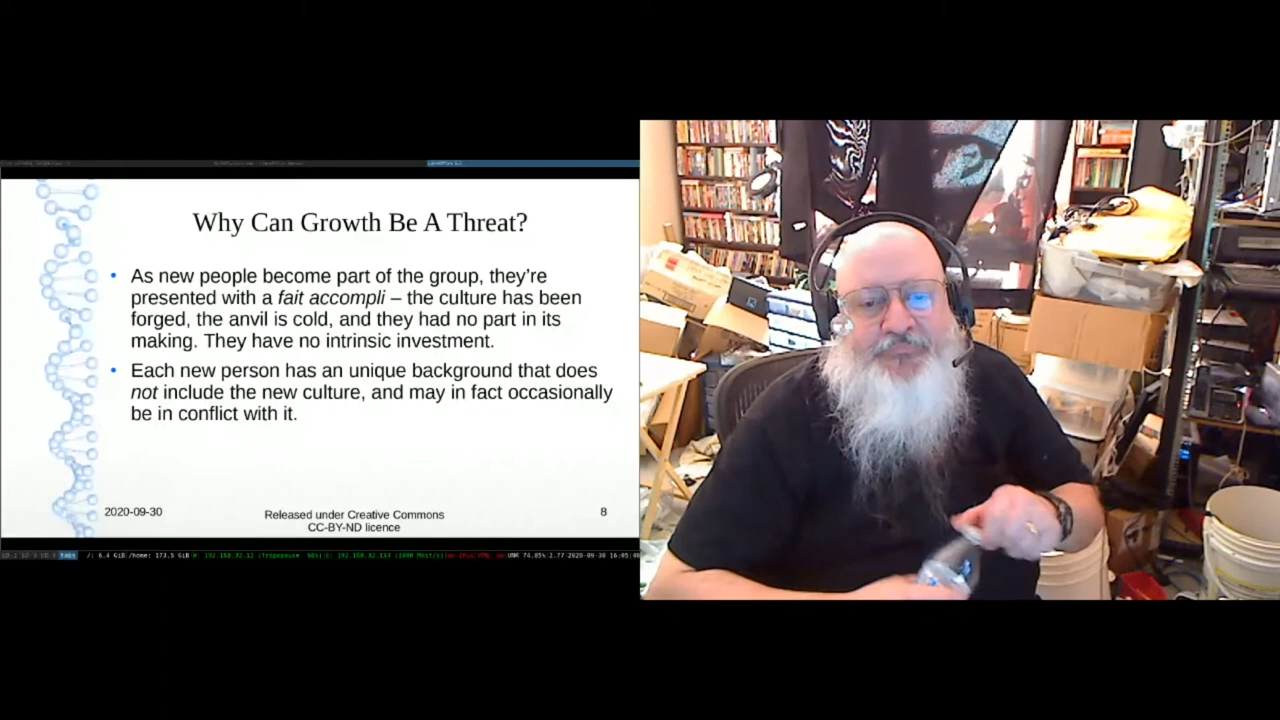 Why Can Growth Be A Threat?
As new people become part of the group, they’re
presented with a fait accompli – the culture has been
forged, the anvil is cold, and they had no part in its
making. They have no intrinsic investment.
Each new person has an unique background that does
not include the new culture, and may in fact occasionally
be in conflict with it.
2020-09-30
Released under Creative Commons
CC-BY-ND licence
8